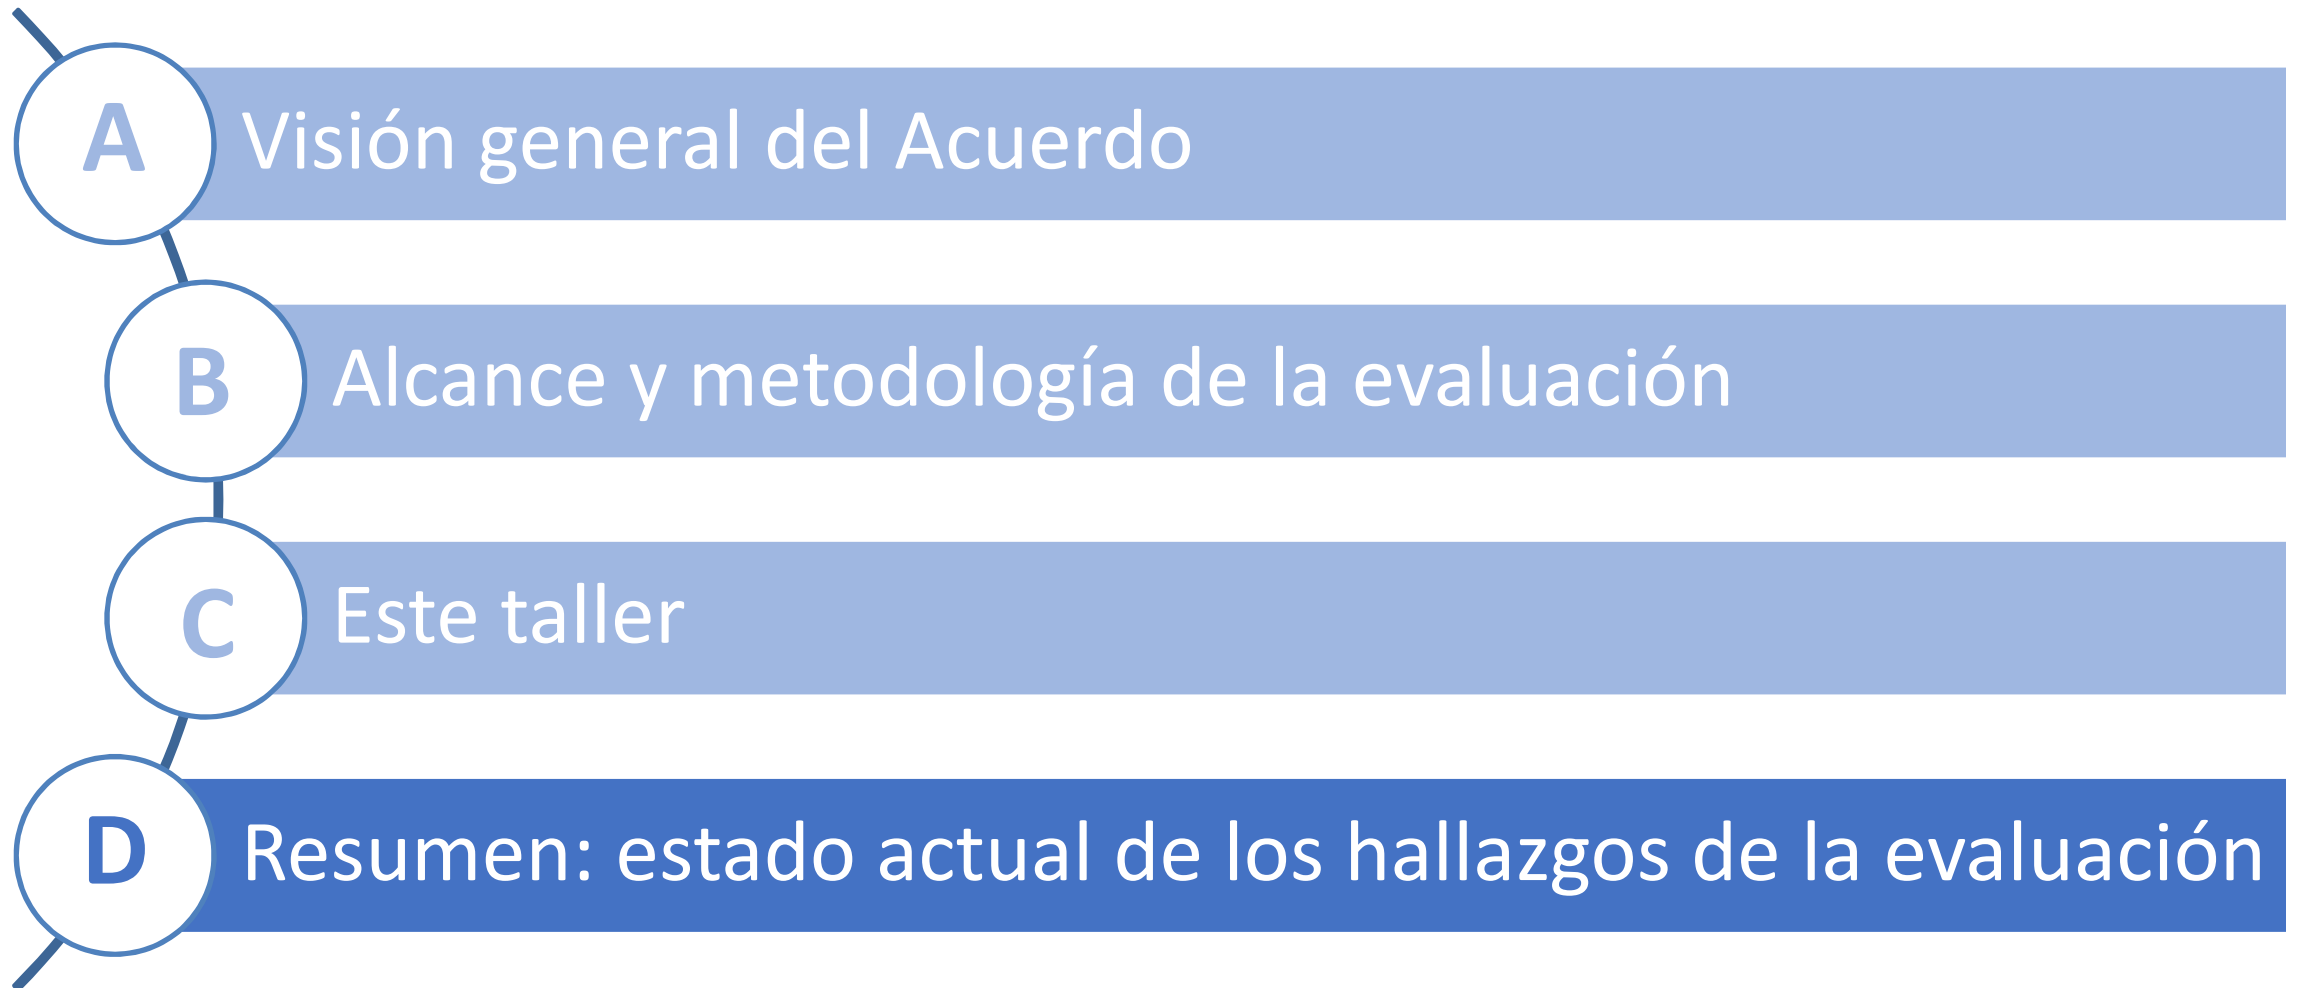 A
Visión general del Acuerdo
B
Alcance y metodología de la evaluación
C
Este taller
D
Resumen: estado actual de los hallazgos de la evaluación